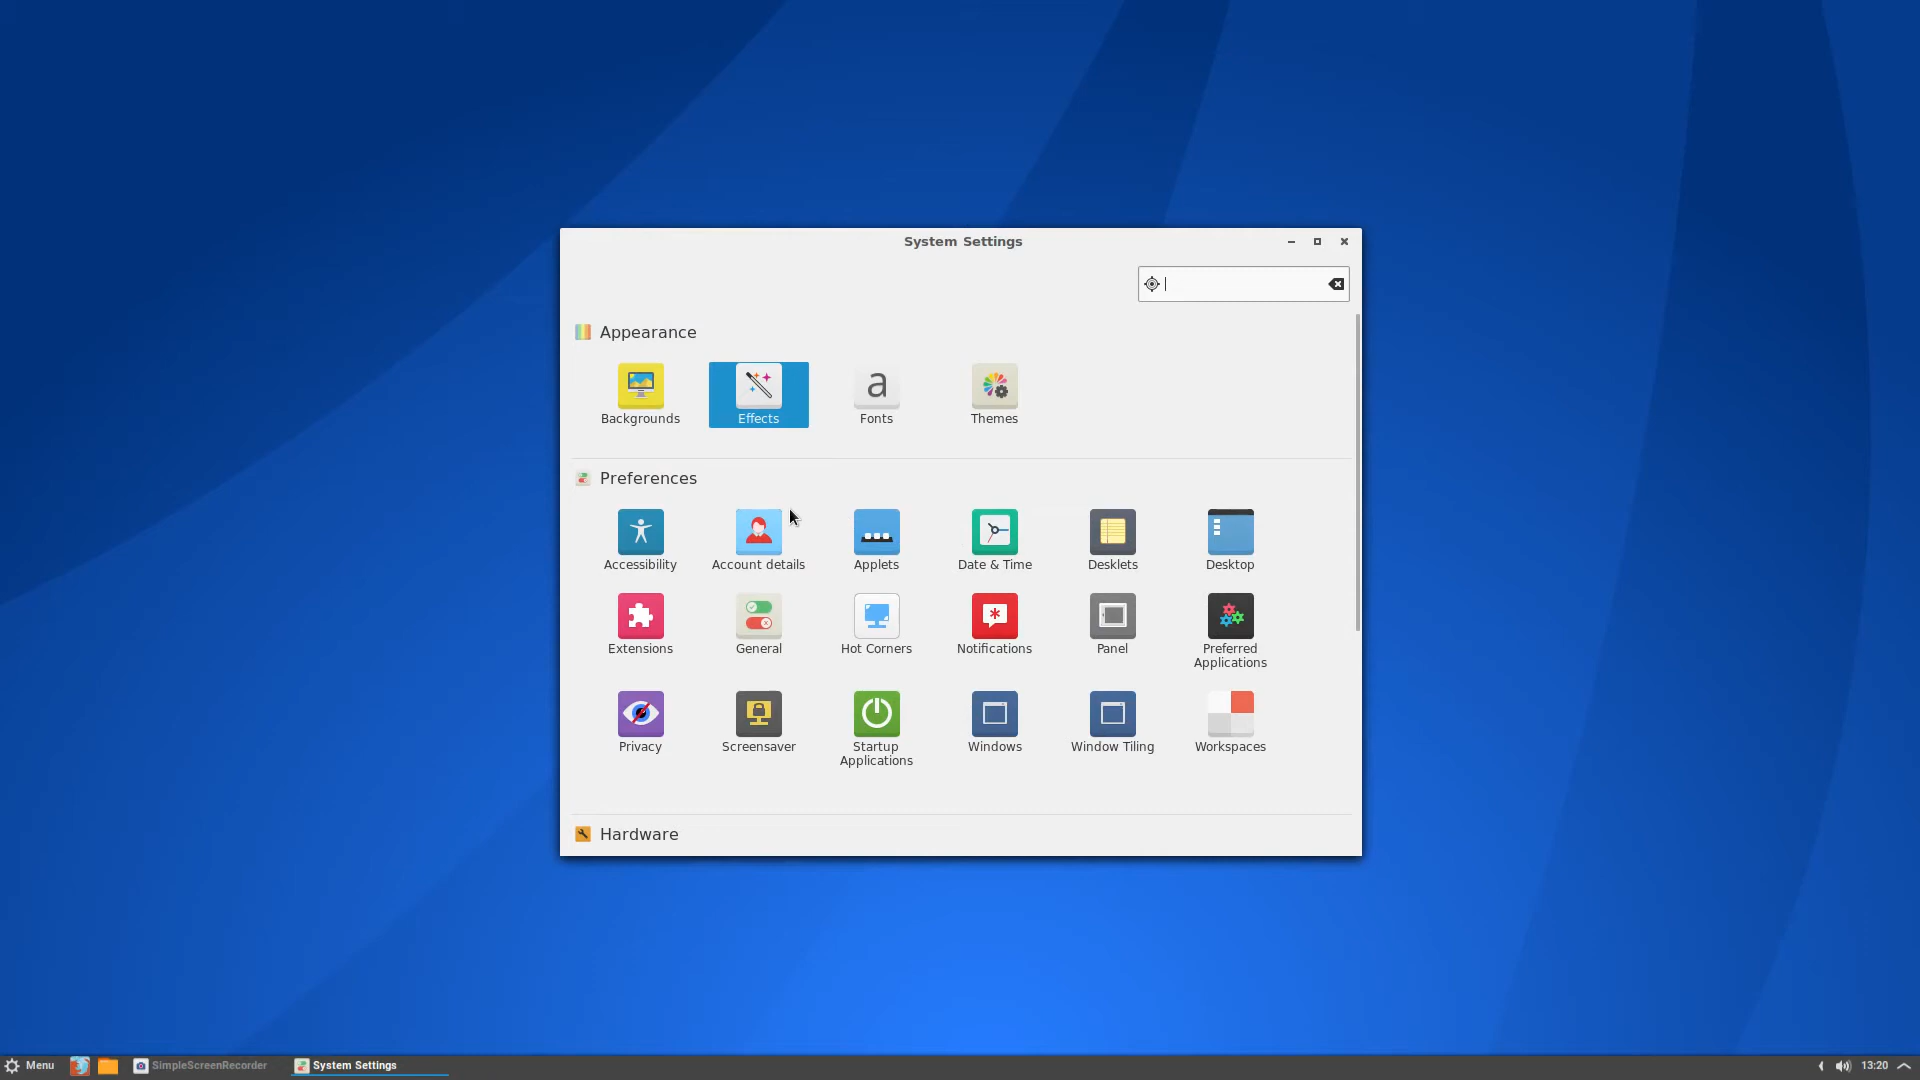 System Settings
Appearance
Backgrounds
Effects
Fonts
Themes
Preferences
Accessibility
Account details
Applets
Date & Time
Desklets
Desktop
Extensions
General
Hot Corners
Notifications
Panel
Preferred
Applications
Privacy
Screensaver
Startup
Applications
Windows
Window Tiling
Workspaces
Hardware
Menu
SimpleScreenRecorder
System Settings
13:20